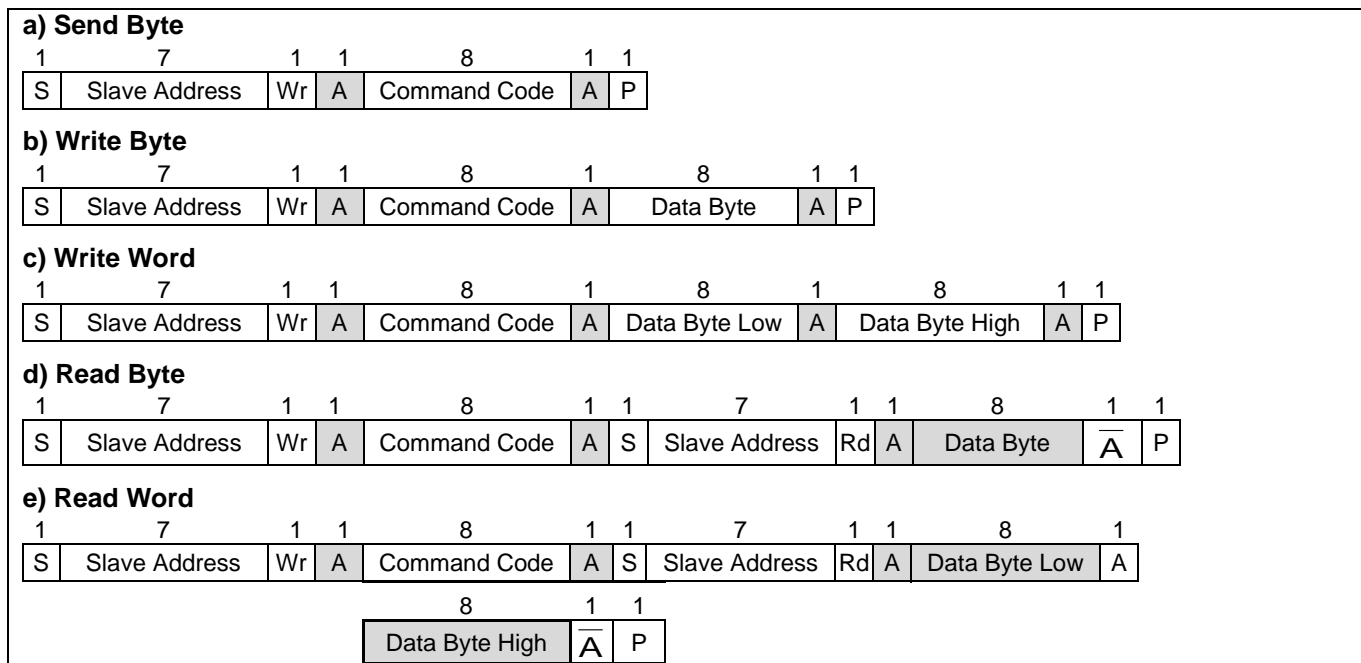 a) Send Byte
1 7 1 1 8 1 1
S Slave Address Wr A Command Code A P
b) Write Byte
1 7 1 1 8 1 8 1 1
S Slave Address Wr A Command Code A Data Byte A P
c) Write Word
1 7 1 1 8 1 8 1 8 1 1
S Slave Address Wr A Command Code A Data Byte Low A Data Byte High A P
d) Read Byte
1 7 1 1 8 1 1 7 1 1 8 1 1
S Slave Address Wr A Command Code A S Slave Address Rd A Data Byte A̅ P
e) Read Word
1 7 1 1 8 1 1 7 1 1 8 1
S Slave Address Wr A Command Code A S Slave Address Rd A Data Byte Low A
8 1 1
Data Byte High A̅ P